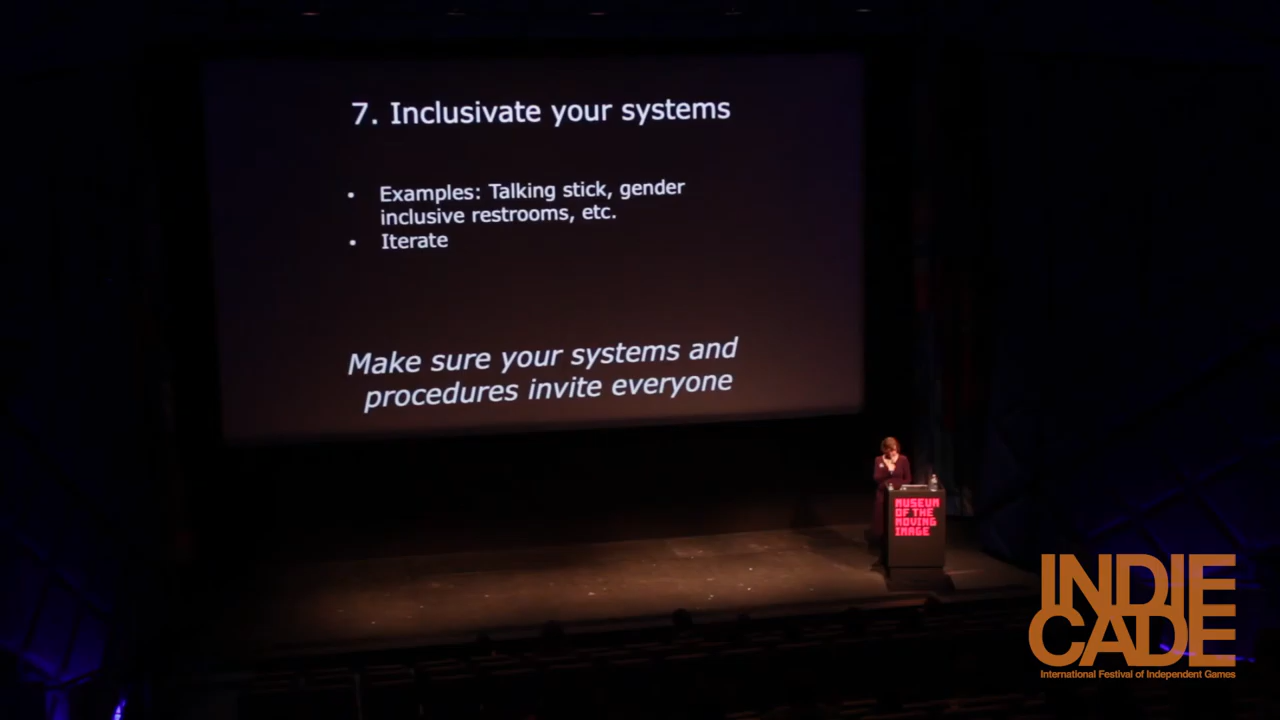 7. Inclusivate your systems
• Examples: Talking stick, gender
inclusive restrooms, etc.
• Iterate
Make sure your systems and
procedures invite everyone
MUSEUM
OF THE
MOVING
IMAGE
INDIE
CADE
International Festival of Independent Games